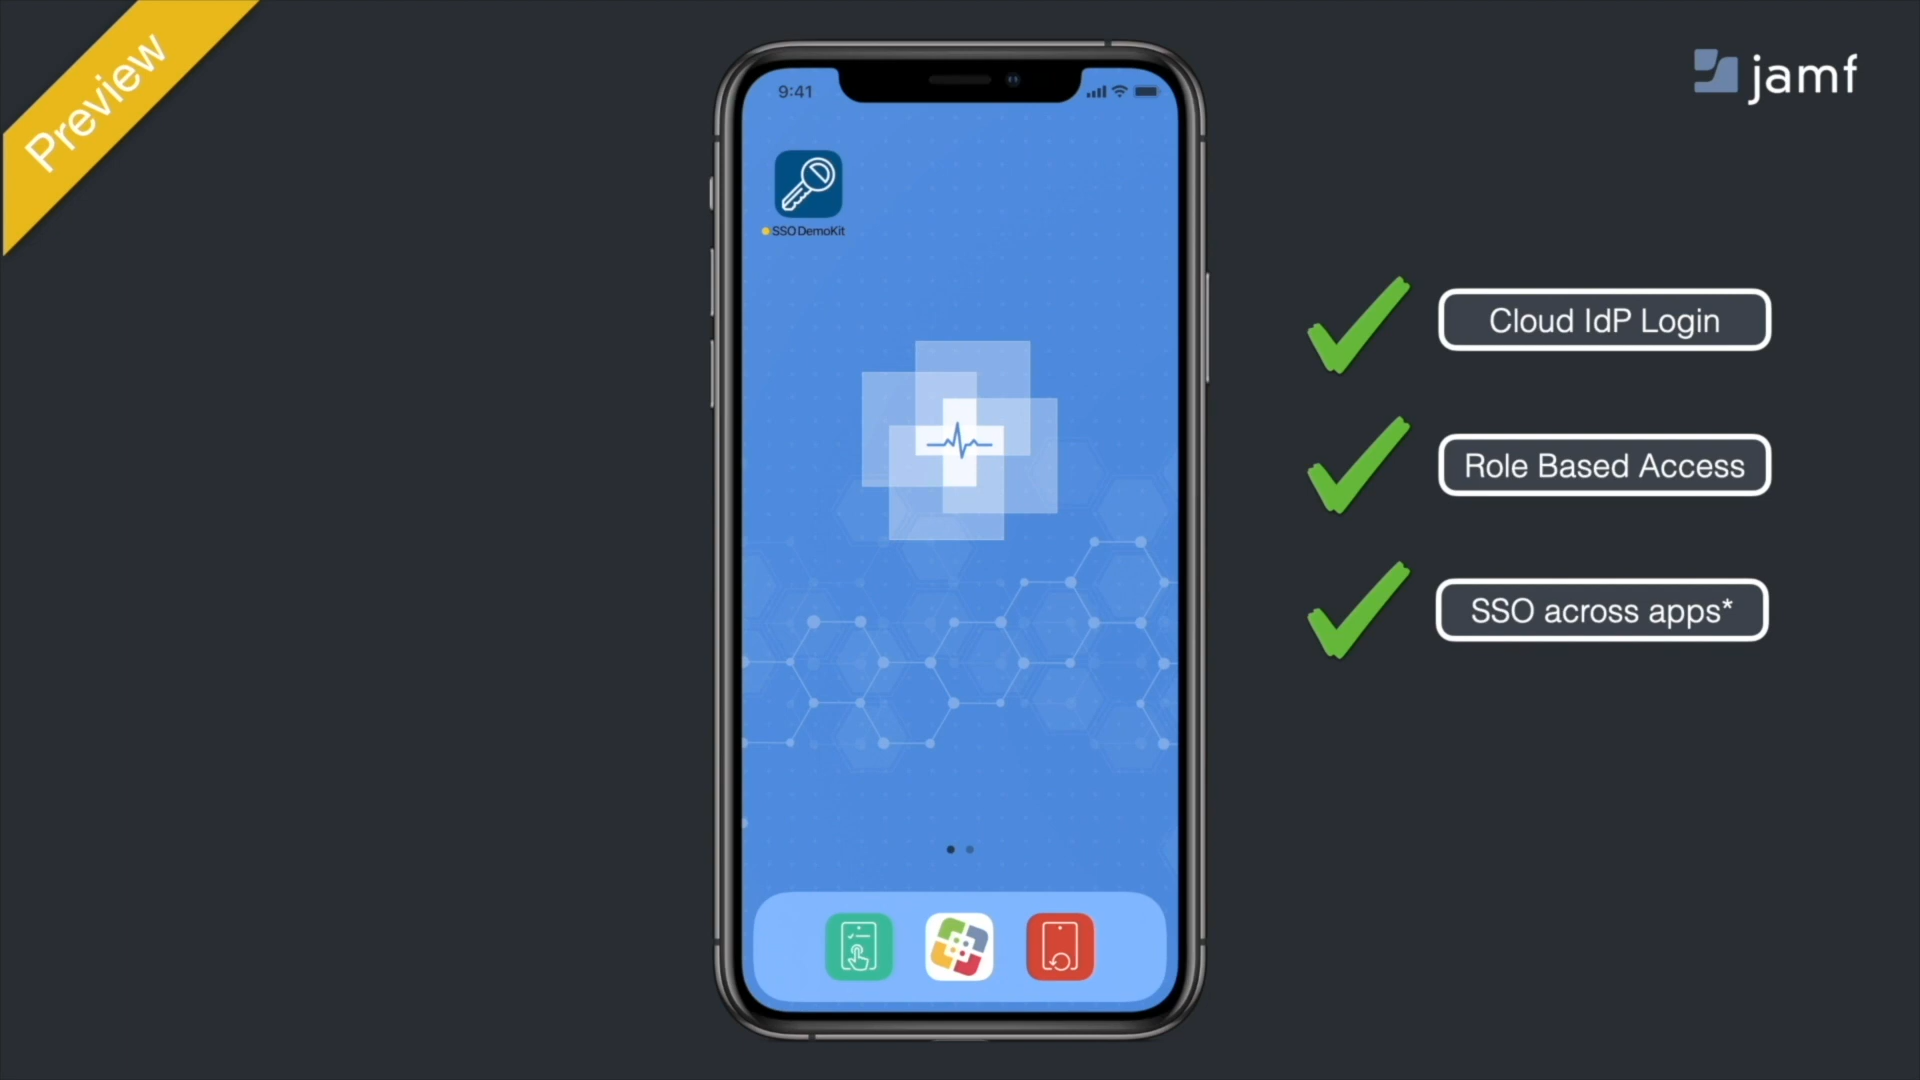 Preview
jamf
9:41
SSO DemoKit
Cloud IdP Login
Role Based Access
SSO across apps*